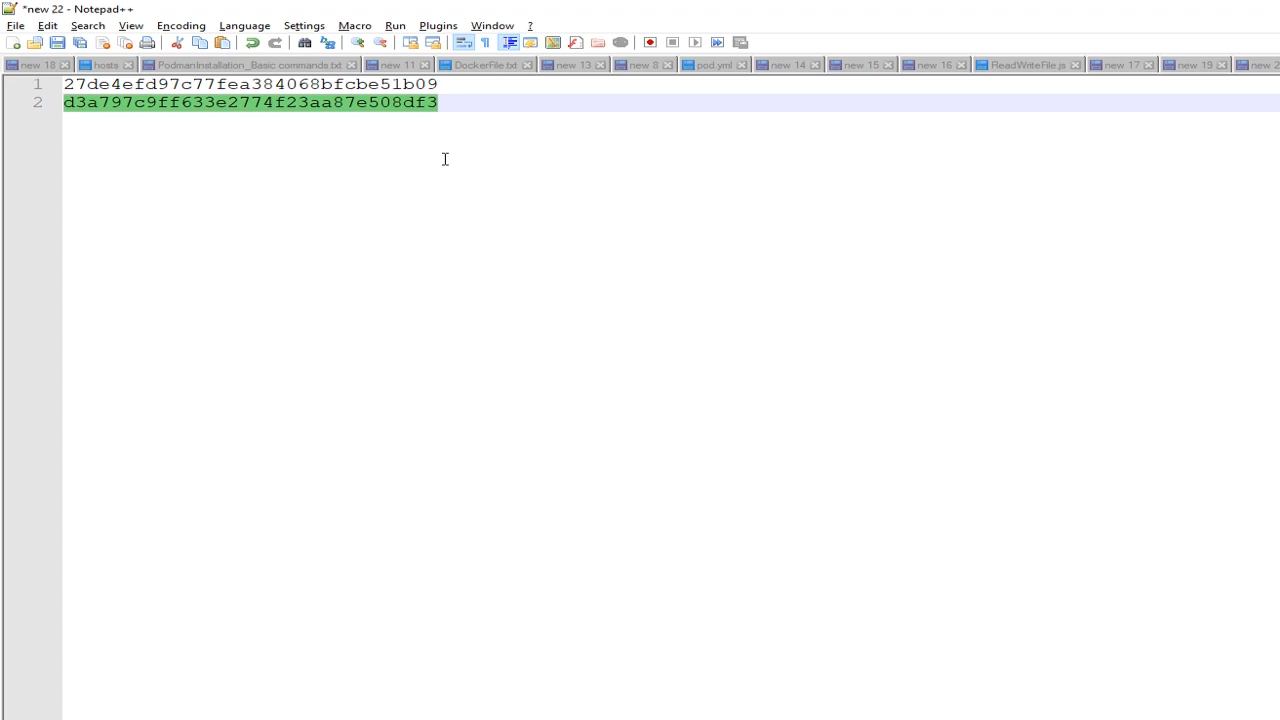 *new 22 - Notepad++
File Edit Search View Encoding Language Settings Macro Run Plugins Window ?
new 18 hosts PodmanInstallation_Basic commands.txt new 11 DockerFile.txt new 13 new 8 pod.yml new 14 new 15 new 16 ReadWriteFile.js new 17 new 19 new 2
1 27de4efd97c77fea384068bfcbe51b09
2 d3a797c9ff633e2774f23aa87e508df3